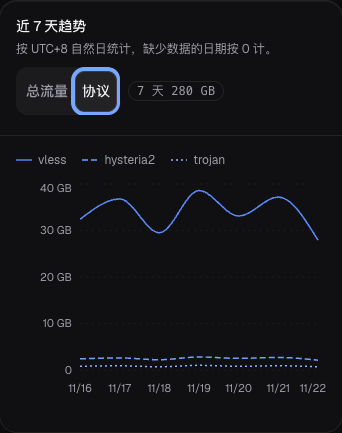 近 7 天趋势
按 UTC+8 自然日统计，缺少数据的日期按 0 计。
总流量 协议 7 天 280 GB
vless hysteria2 trojan
40 GB
30 GB
20 GB
10 GB
0
11/16 11/17 11/18 11/19 11/20 11/21 11/22